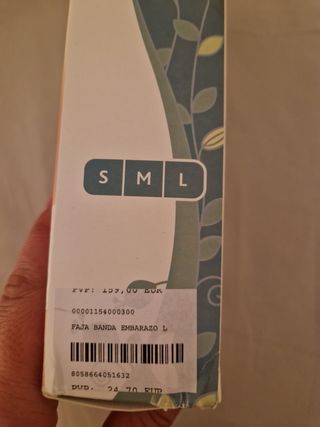 S M L
PVP: 159,00 EUR
00001154000300
FAJA BANDA EMBARAZO L
8058664051632
PVP: 24,70 EUR